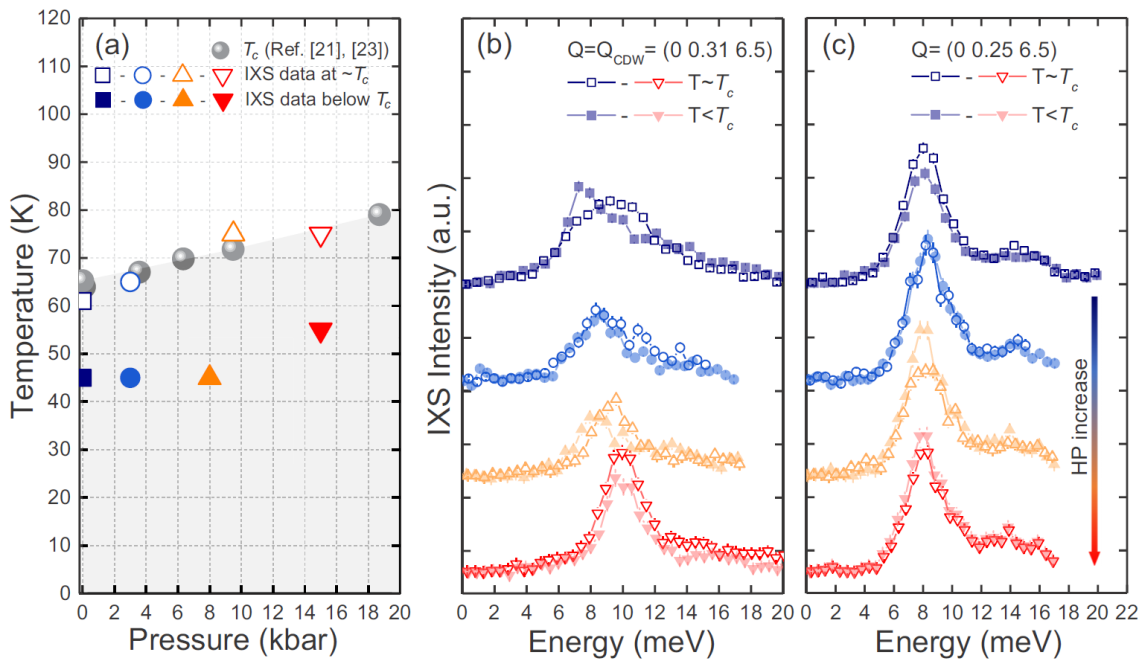 (a)
T_c (Ref. [21], [23])
- - - IXS data at ~T_c
- - - IXS data below T_c
120
110
100
90
80
70
60
50
40
30
20
10
0
Temperature (K)
0 2 4 6 8 10 12 14 16 18 20
Pressure (kbar)
(b) Q=Q_CDW= (0 0.31 6.5)
- T~T_c
- T<T_c
IXS Intensity (a.u.)
0 2 4 6 8 10 12 14 16 18 20
Energy (meV)
(c) Q= (0 0.25 6.5)
- T~T_c
- T<T_c
HP increase
0 2 4 6 8 10 12 14 16 18 20 22
Energy (meV)